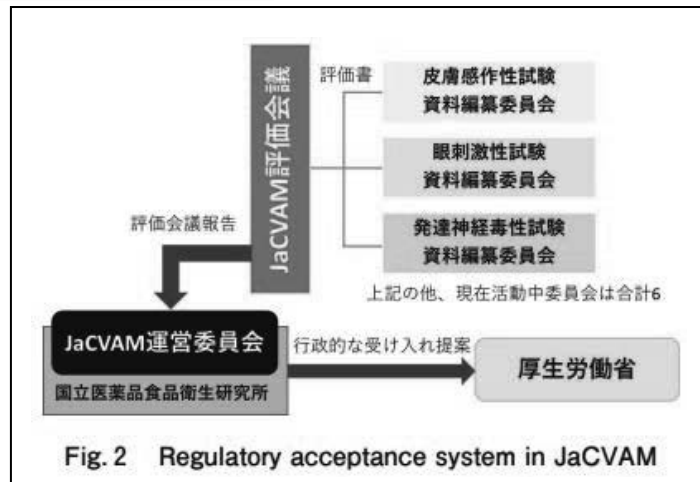 評価書
JaCVAM評価会議
皮膚感作性試験
資料編纂委員会
眼刺激性試験
資料編纂委員会
発達神経毒性試験
資料編纂委員会
上記の他、現在活動中委員会は合計6
評価会議報告
JaCVAM運営委員会
国立医薬品食品衛生研究所
行政的な受け入れ提案
厚生労働省
Fig. 2 Regulatory acceptance system in JaCVAM